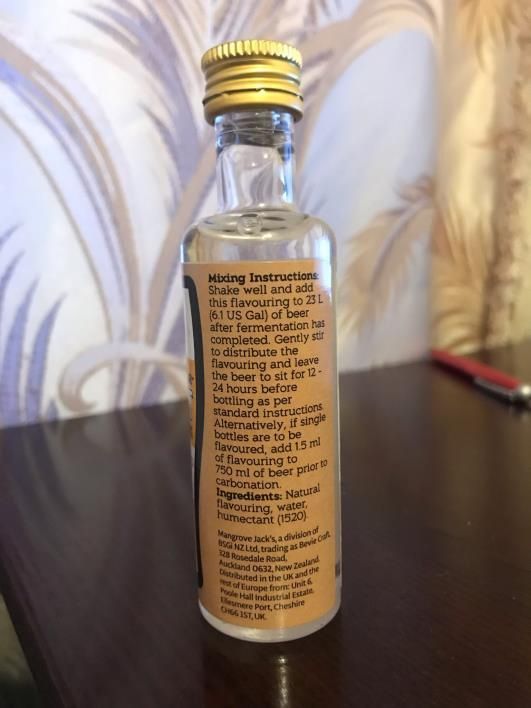 Mixing Instructions:
Shake well and add
this flavouring to 23 L
(6.1 US Gal) of beer
after fermentation has
completed. Gently stir
to distribute the
flavouring and leave
the beer to sit for 12 -
24 hours before
bottling as per
standard instructions.
Alternatively, if single
bottles are to be
flavoured, add 1.5 ml
of flavouring to
750 ml of beer prior to
carbonation.
Ingredients: Natural
flavouring, water,
humectant (1520).
Mangrove Jack's, a division of
BSGi NZ Ltd, trading as Bevie Craft,
328 Rosedale Road,
Auckland 0632, New Zealand.
Distributed in the UK and the
rest of Europe from: Unit 6,
Poole Hall Industrial Estate,
Ellesmere Port, Cheshire
CH66 1ST, UK.